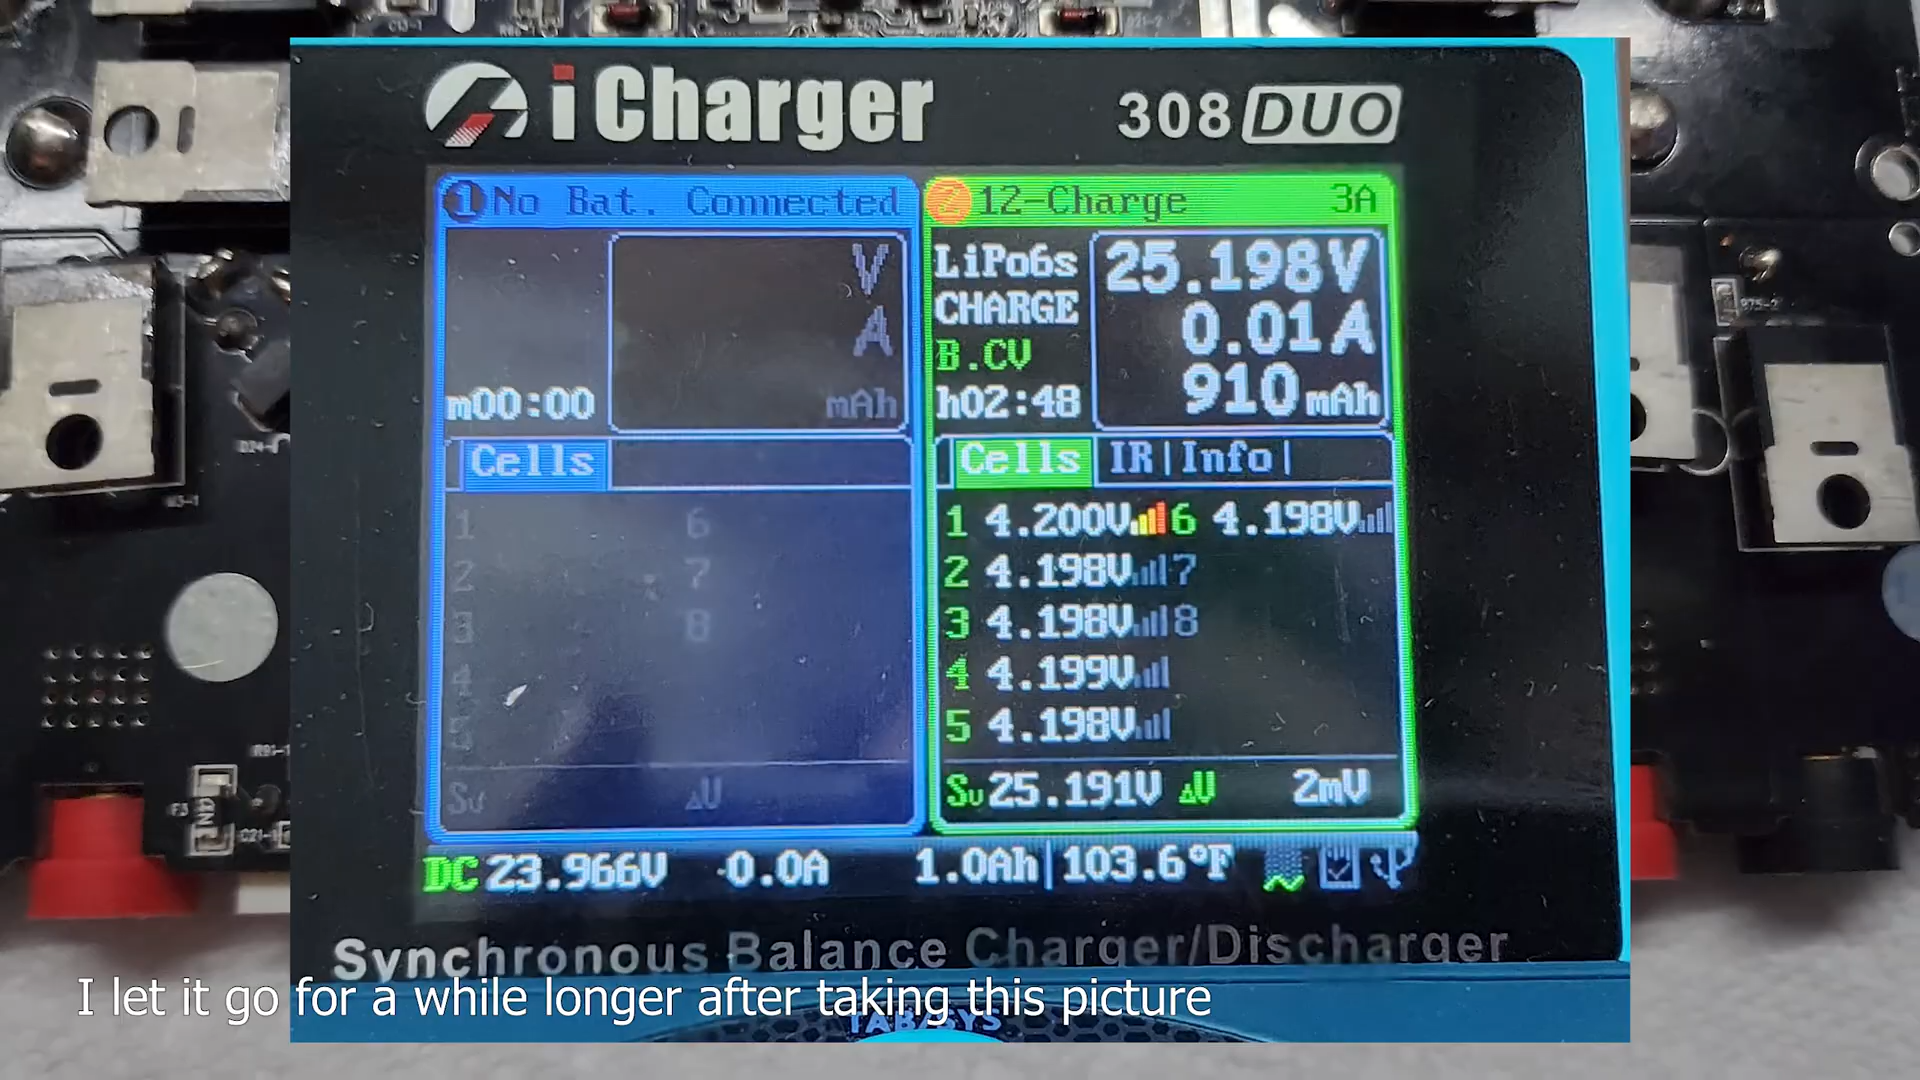 iCharger 308 DUO
1 No Bat. Connected
V
A
m00:00 mAh
Cells
1 6
2 7
3 8
4
5
Sυ ΔU
2 12-Charge 3A
LiPo6s 25.198V
CHARGE 0.01A
B.CV
h02:48 910mAh
Cells IR|Info|
1 4.200V 6 4.198V
2 4.198V 7
3 4.198V 8
4 4.199V
5 4.198V
Sυ 25.191V ΔU 2mV
DC 23.966V -0.0A 1.0Ah|103.6°F
Synchronous Balance Charger/Discharger
I let it go for a while longer after taking this picture
TAB/SYS